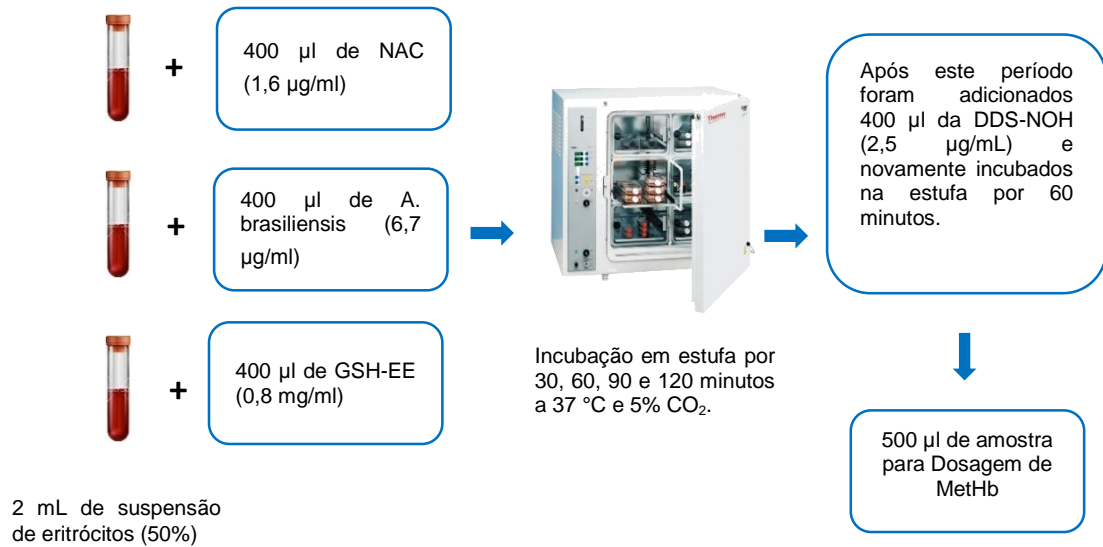 +
400 µl de NAC
(1,6 µg/ml)
+
400 µl de A.
brasiliensis (6,7
µg/ml)
+
400 µl de GSH-EE
(0,8 mg/ml)
2 mL de suspensão
de eritrócitos (50%)
Thermo
Incubação em estufa por
30, 60, 90 e 120 minutos
a 37 °C e 5% CO₂.
Após este período
foram adicionados
400 µl da DDS-NOH
(2,5 µg/mL) e
novamente incubados
na estufa por 60
minutos.
500 µl de amostra
para Dosagem de
MetHb